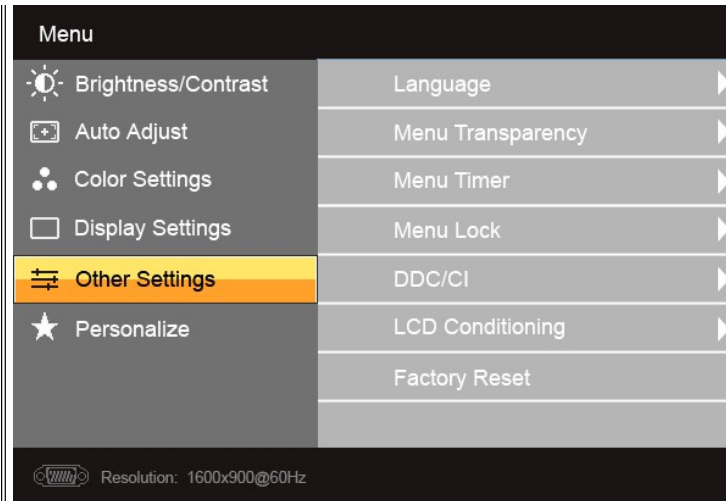 Menu
Brightness/Contrast
Auto Adjust
Color Settings
Display Settings
Other Settings
Personalize
Language
Menu Transparency
Menu Timer
Menu Lock
DDC/CI
LCD Conditioning
Factory Reset
Resolution: 1600x900@60Hz